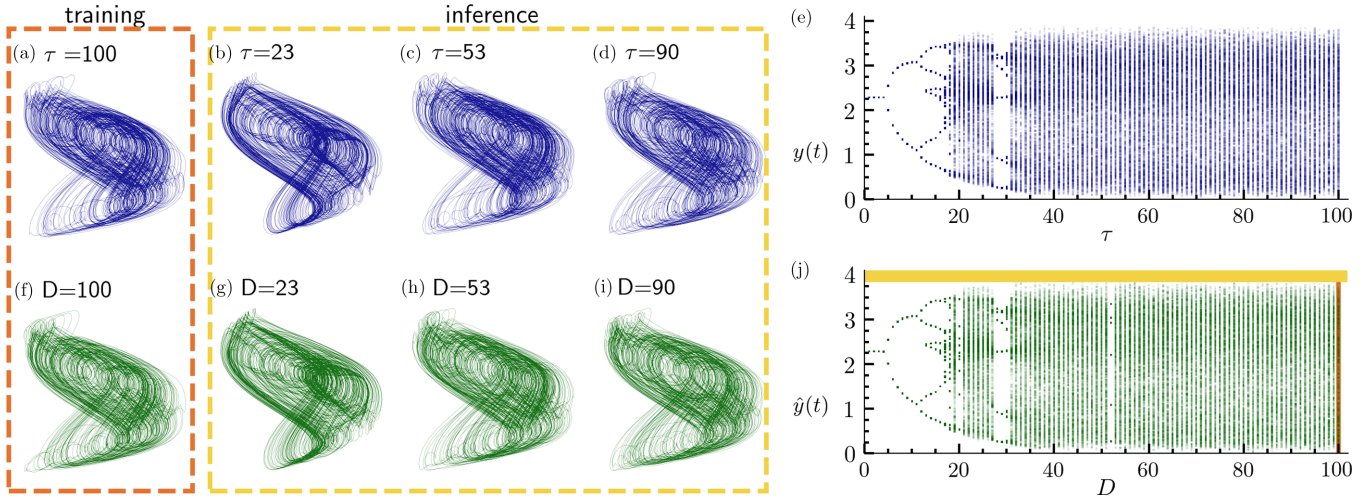 training
inference
(a) τ =100
(b) τ=23
(c) τ=53
(d) τ=90
(f) D=100
(g) D=23
(h) D=53
(i) D=90
(e)
4
3
2
y(t)
1
0
0 20 40 60 80 100
τ
(j)
4
3
2
ŷ(t)
1
0
0 20 40 60 80 100
D